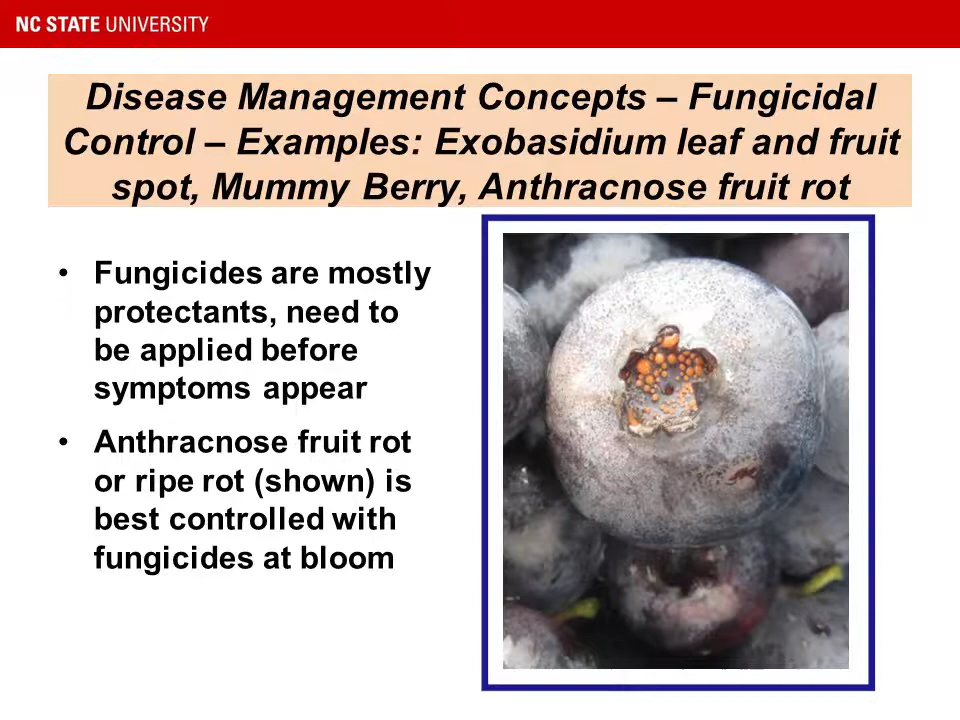 NC STATE UNIVERSITY
Disease Management Concepts – Fungicidal
Control – Examples: Exobasidium leaf and fruit
spot, Mummy Berry, Anthracnose fruit rot
• Fungicides are mostly
protectants, need to
be applied before
symptoms appear
• Anthracnose fruit rot
or ripe rot (shown) is
best controlled with
fungicides at bloom